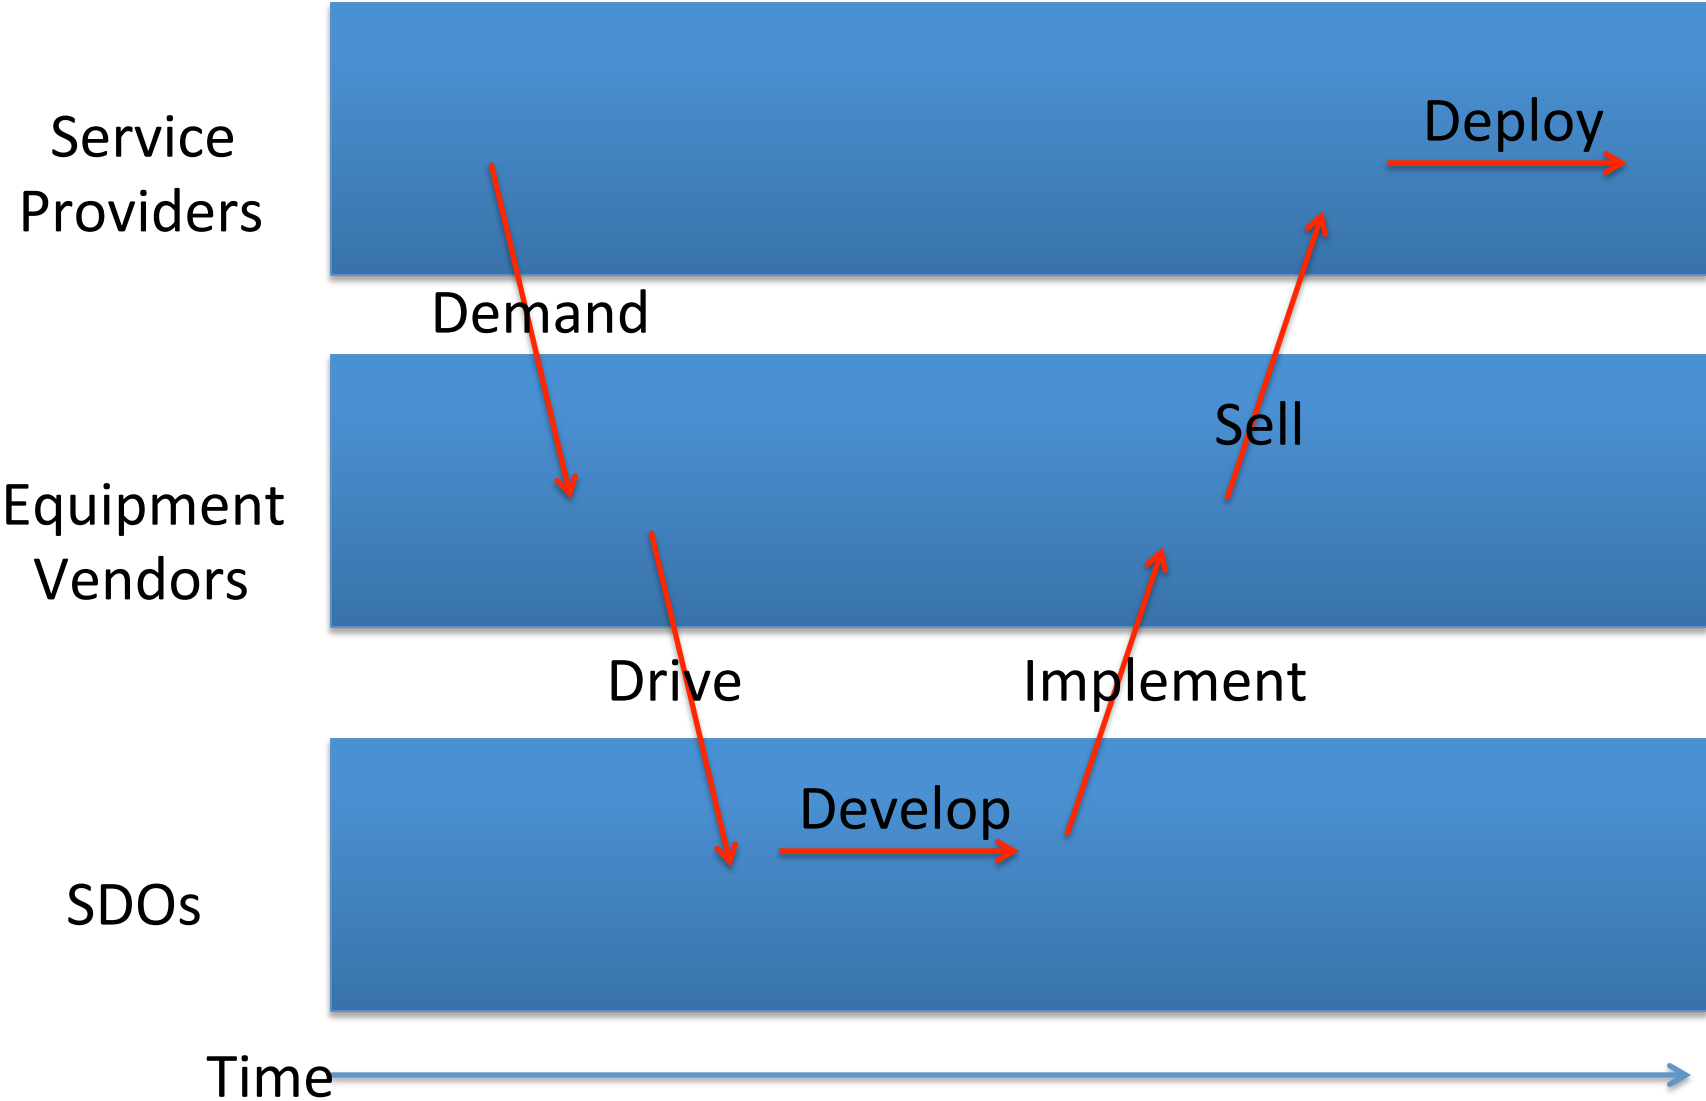 Deploy
Service
Providers
Demand
Sell
Equipment
Vendors
Drive
Implement
Develop
SDOs
Time